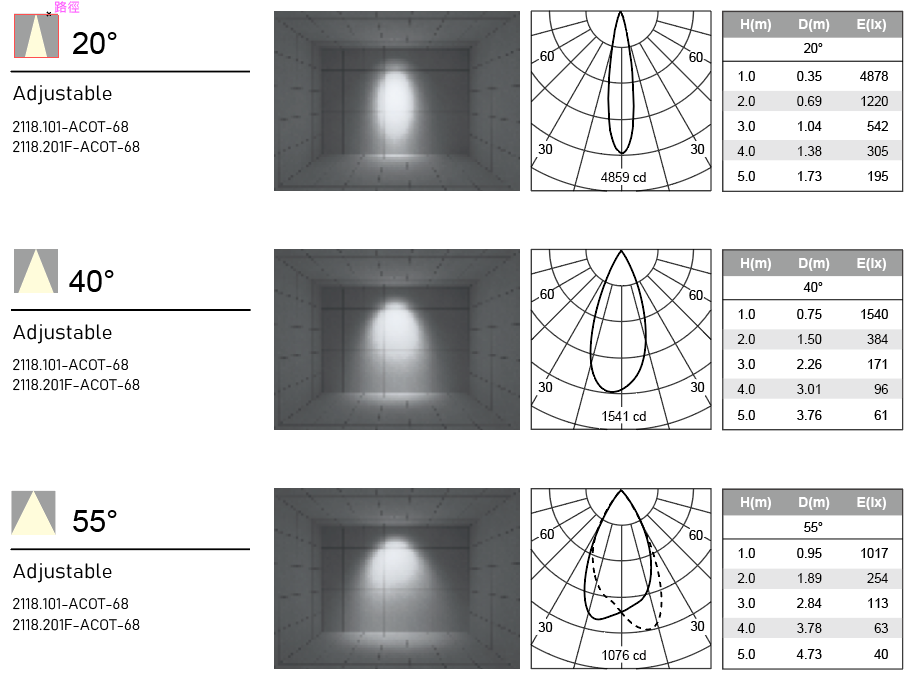 路徑
20°
Adjustable
2118.101-ACOT-68
2118.201F-ACOT-68
60 60
30 30
4859 cd
H(m) D(m) E(lx)
20°
1.0 0.35 4878
2.0 0.69 1220
3.0 1.04 542
4.0 1.38 305
5.0 1.73 195
40°
Adjustable
2118.101-ACOT-68
2118.201F-ACOT-68
60 60
30 30
1541 cd
H(m) D(m) E(lx)
40°
1.0 0.75 1540
2.0 1.50 384
3.0 2.26 171
4.0 3.01 96
5.0 3.76 61
55°
Adjustable
2118.101-ACOT-68
2118.201F-ACOT-68
60 60
30 30
1076 cd
H(m) D(m) E(lx)
55°
1.0 0.95 1017
2.0 1.89 254
3.0 2.84 113
4.0 3.78 63
5.0 4.73 40